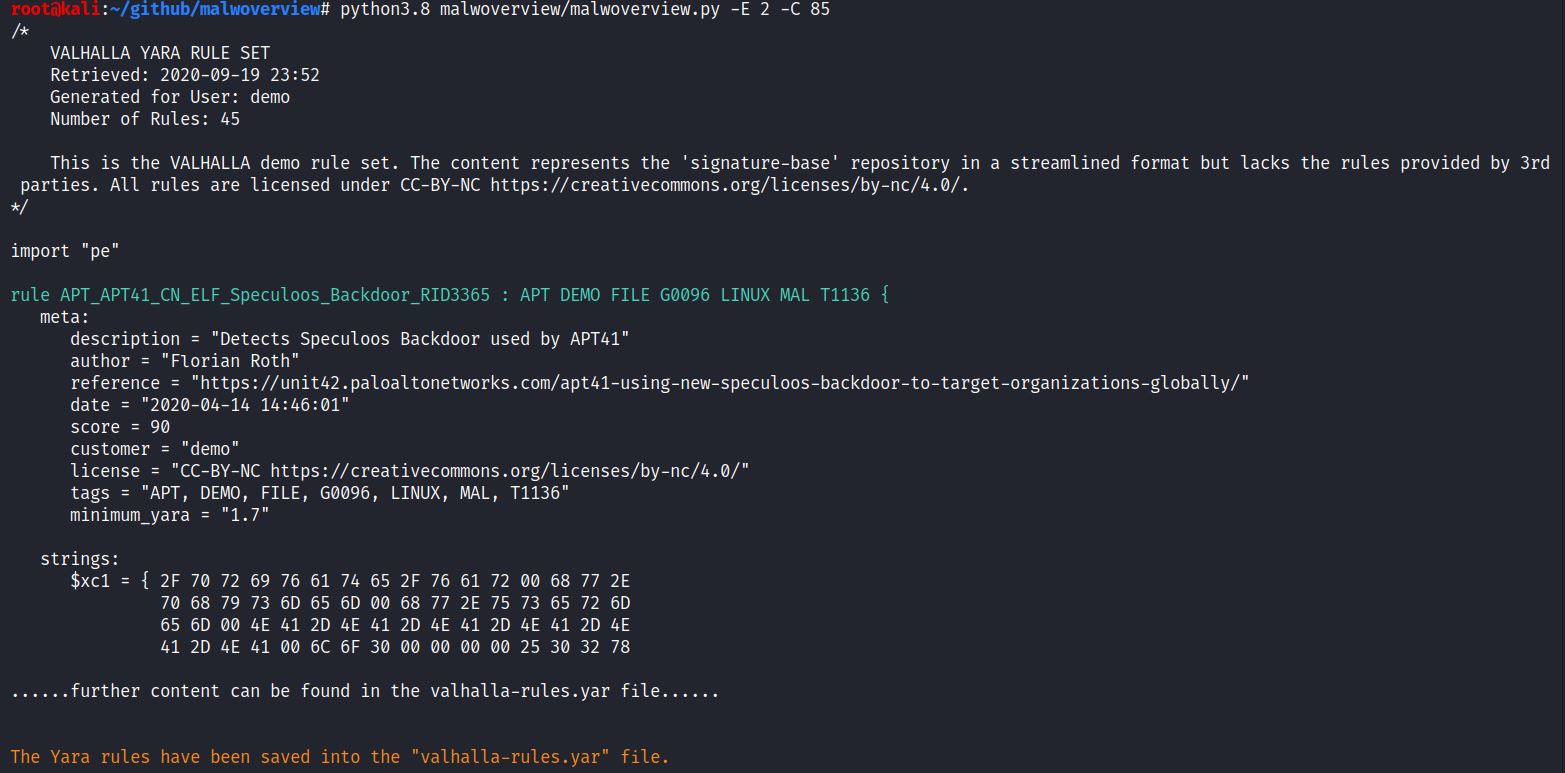 root@kali:~/github/malwoverview# python3.8 malwoverview/malwoverview.py -E 2 -C 85
/*
    VALHALLA YARA RULE SET
    Retrieved: 2020-09-19 23:52
    Generated for User: demo
    Number of Rules: 45

    This is the VALHALLA demo rule set. The content represents the 'signature-base' repository in a streamlined format but lacks the rules provided by 3rd
 parties. All rules are licensed under CC-BY-NC https://creativecommons.org/licenses/by-nc/4.0/.
*/

import "pe"

rule APT_APT41_CN_ELF_Speculoos_Backdoor_RID3365 : APT DEMO FILE G0096 LINUX MAL T1136 {
   meta:
      description = "Detects Speculoos Backdoor used by APT41"
      author = "Florian Roth"
      reference = "https://unit42.paloaltonetworks.com/apt41-using-new-speculoos-backdoor-to-target-organizations-globally/"
      date = "2020-04-14 14:46:01"
      score = 90
      customer = "demo"
      license = "CC-BY-NC https://creativecommons.org/licenses/by-nc/4.0/"
      tags = "APT, DEMO, FILE, G0096, LINUX, MAL, T1136"
      minimum_yara = "1.7"

   strings:
      $xc1 = { 2F 70 72 69 76 61 74 65 2F 76 61 72 00 68 77 2E
               70 68 79 73 6D 65 6D 00 68 77 2E 75 73 65 72 6D
               65 6D 00 4E 41 2D 4E 41 2D 4E 41 2D 4E 41 2D 4E
               41 2D 4E 41 00 6C 6F 30 00 00 00 00 25 30 32 78

......further content can be found in the valhalla-rules.yar file......

The Yara rules have been saved into the "valhalla-rules.yar" file.